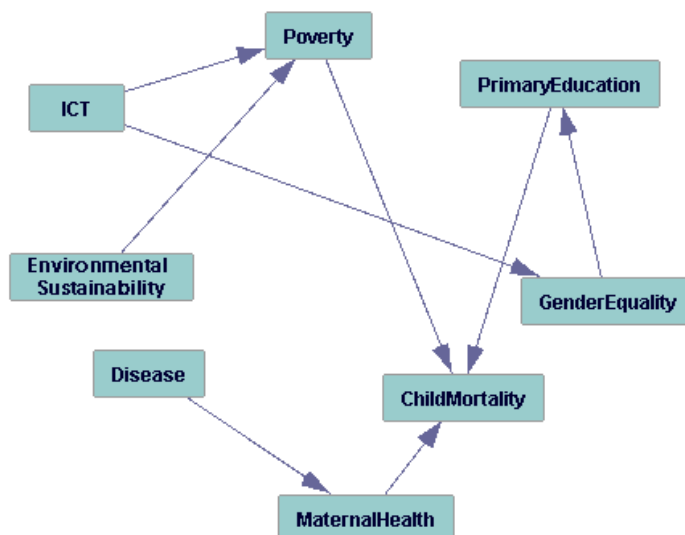 Poverty
PrimaryEducation
ICT
Environmental
Sustainability
GenderEquality
Disease
ChildMortality
MaternalHealth